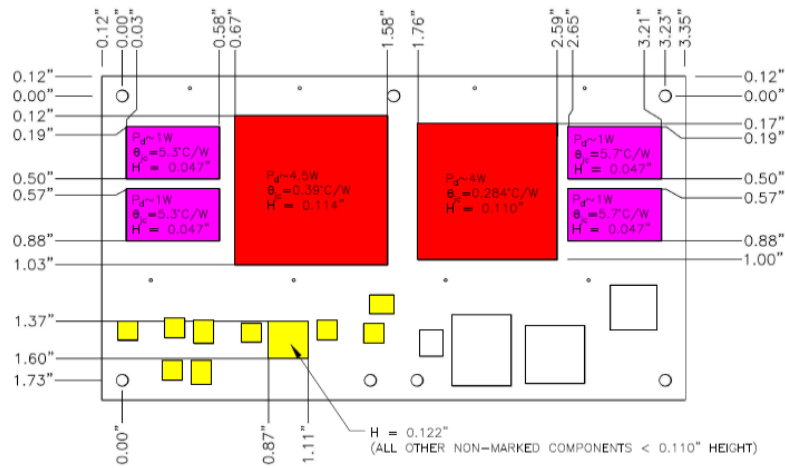 0.12"
0.00"
0.03"
0.58"
0.67"
1.58"
1.76"
2.59"
2.65"
3.21"
3.23"
3.35"
0.12"
0.00"
0.12"
0.19"
0.50"
0.57"
0.88"
1.03"
1.37"
1.60"
1.73"
0.12"
0.00"
0.17"
0.19"
0.50"
0.57"
0.88"
1.00"
Pd~1W
θjc=5.3°C/W
H = 0.047"
Pd~1W
θjc=5.3°C/W
H = 0.047"
Pd~4.5W
θjc=0.39°C/W
H = 0.114"
Pd~4W
θjc=0.284°C/W
H = 0.110"
Pd~1W
θjc=5.7°C/W
H = 0.047"
Pd~1W
θjc=5.7°C/W
H = 0.047"
0.00"
0.87"
1.11"
H = 0.122"
(ALL OTHER NON-MARKED COMPONENTS < 0.110" HEIGHT)